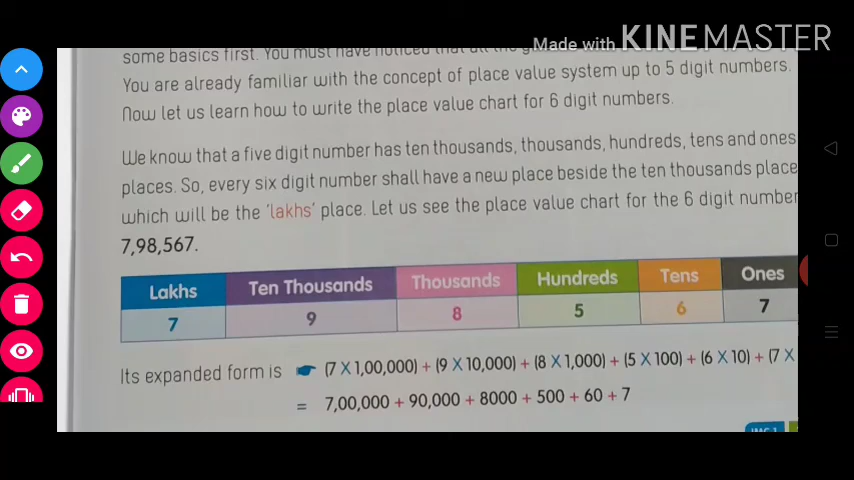 Made with KINEMASTER
some basics first. You must have noticed that all the
You are already familiar with the concept of place value system up to 5 digit numbers.
Now let us learn how to write the place value chart for 6 digit numbers.
We know that a five digit number has ten thousands, thousands, hundreds, tens and ones
places. So, every six digit number shall have a new place beside the ten thousands place
which will be the 'lakhs' place. Let us see the place value chart for the 6 digit number
7,98,567.
Lakhs Ten Thousands Thousands Hundreds Tens Ones
7 9 8 5 6 7
Its expanded form is ☛ (7 X 1,00,000) + (9 X 10,000) + (8 X 1,000) + (5 X 100) + (6 X 10) + (7 X
= 7,00,000 + 90,000 + 8000 + 500 + 60 + 7